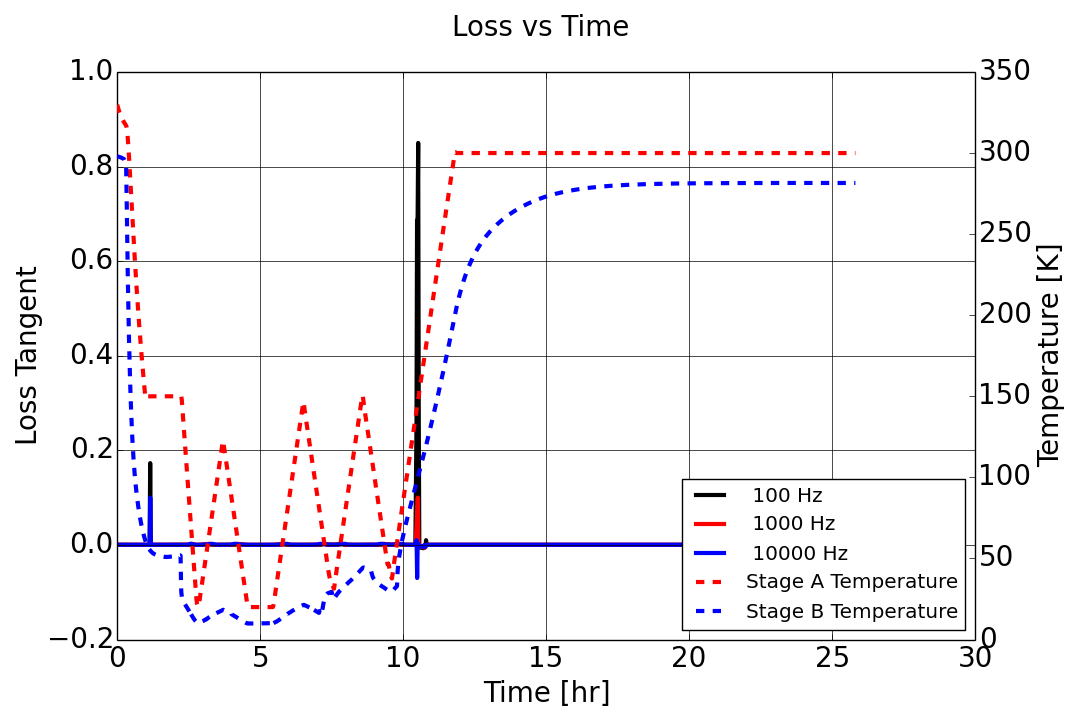 Loss vs Time
1.0
0.8
0.6
0.4
0.2
0.0
−0.2
Loss Tangent
350
300
250
200
150
100
50
0
Temperature [K]
100 Hz
1000 Hz
10000 Hz
Stage A Temperature
Stage B Temperature
0 5 10 15 20 25 30
Time [hr]